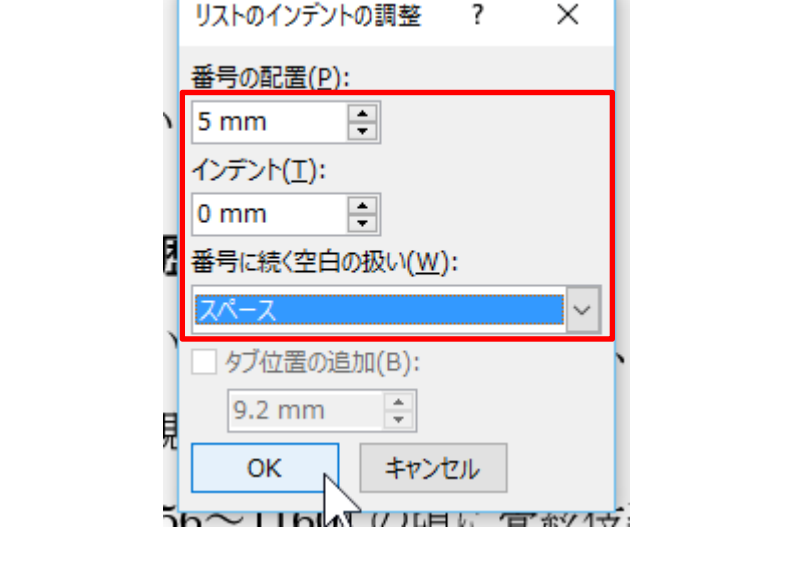 リストのインデントの調整 ? ×
番号の配置(P):
5 mm
インデント(T):
0 mm
番号に続く空白の扱い(W):
スペース
タブ位置の追加(B):
9.2 mm
OK キャンセル